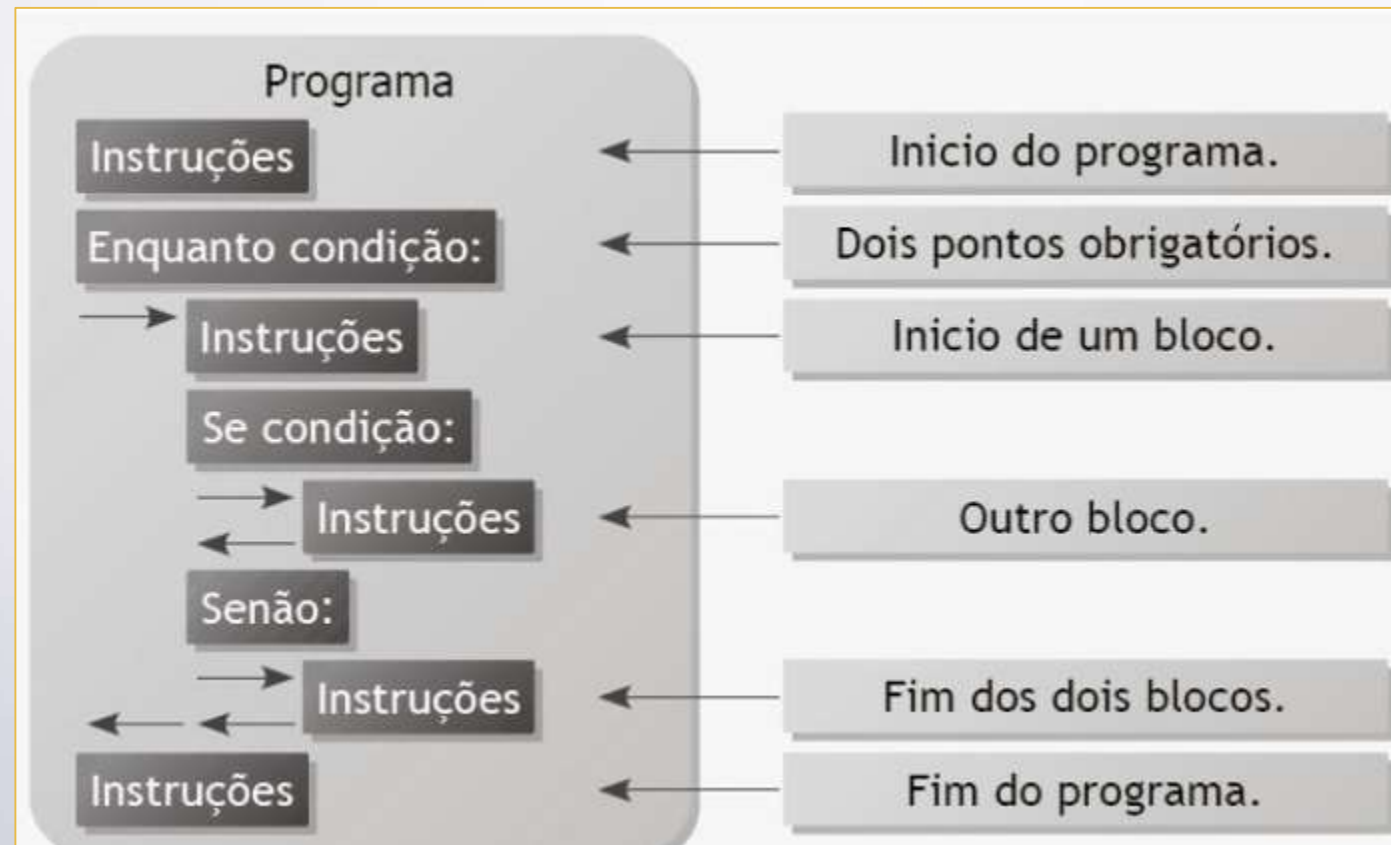 Programa
Instruções
Inicio do programa.
Enquanto condição:
Dois pontos obrigatórios.
Instruções
Inicio de um bloco.
Se condição:
Instruções
Outro bloco.
Senão:
Instruções
Fim dos dois blocos.
Instruções
Fim do programa.